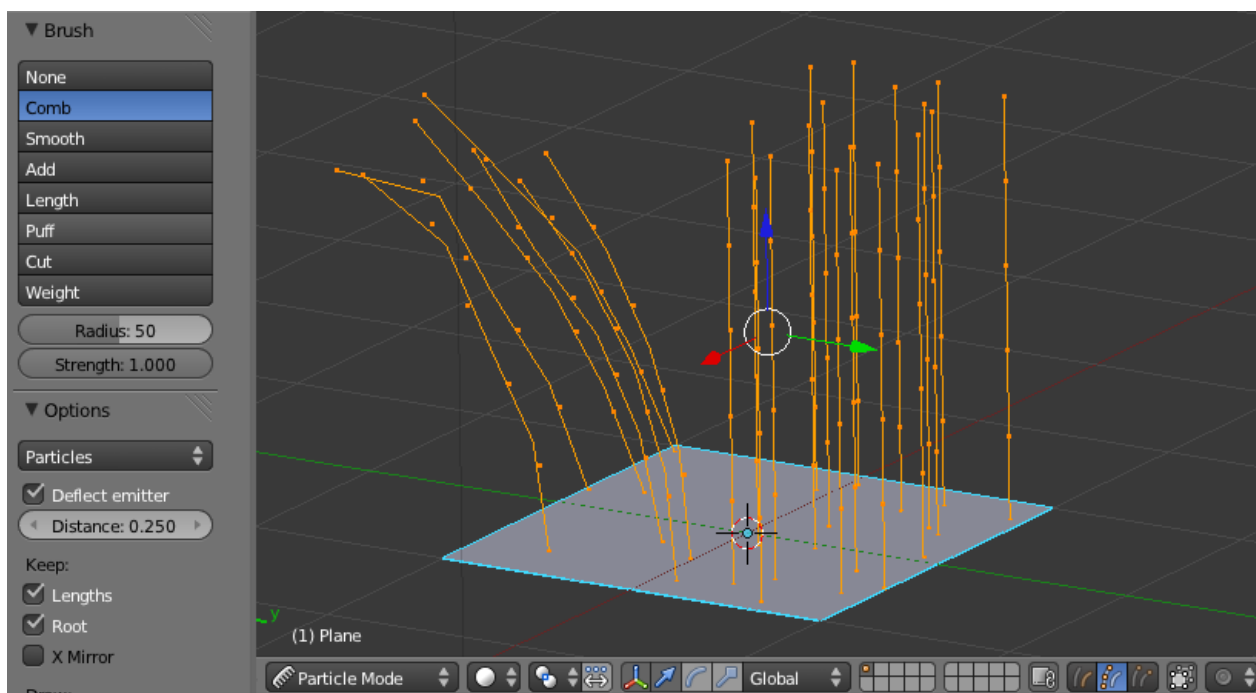 Brush
None
Comb
Smooth
Add
Length
Puff
Cut
Weight
Radius: 50
Strength: 1.000
Options
Particles
Deflect emitter
Distance: 0.250
Keep:
Lengths
Root
X Mirror
y
(1) Plane
Particle Mode
Global